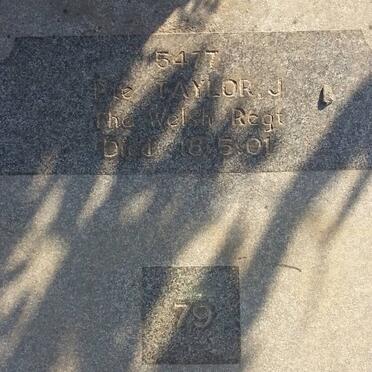 5477
Pte TAYLOR. J
The Welsh Regt
Died 18·5·01
79